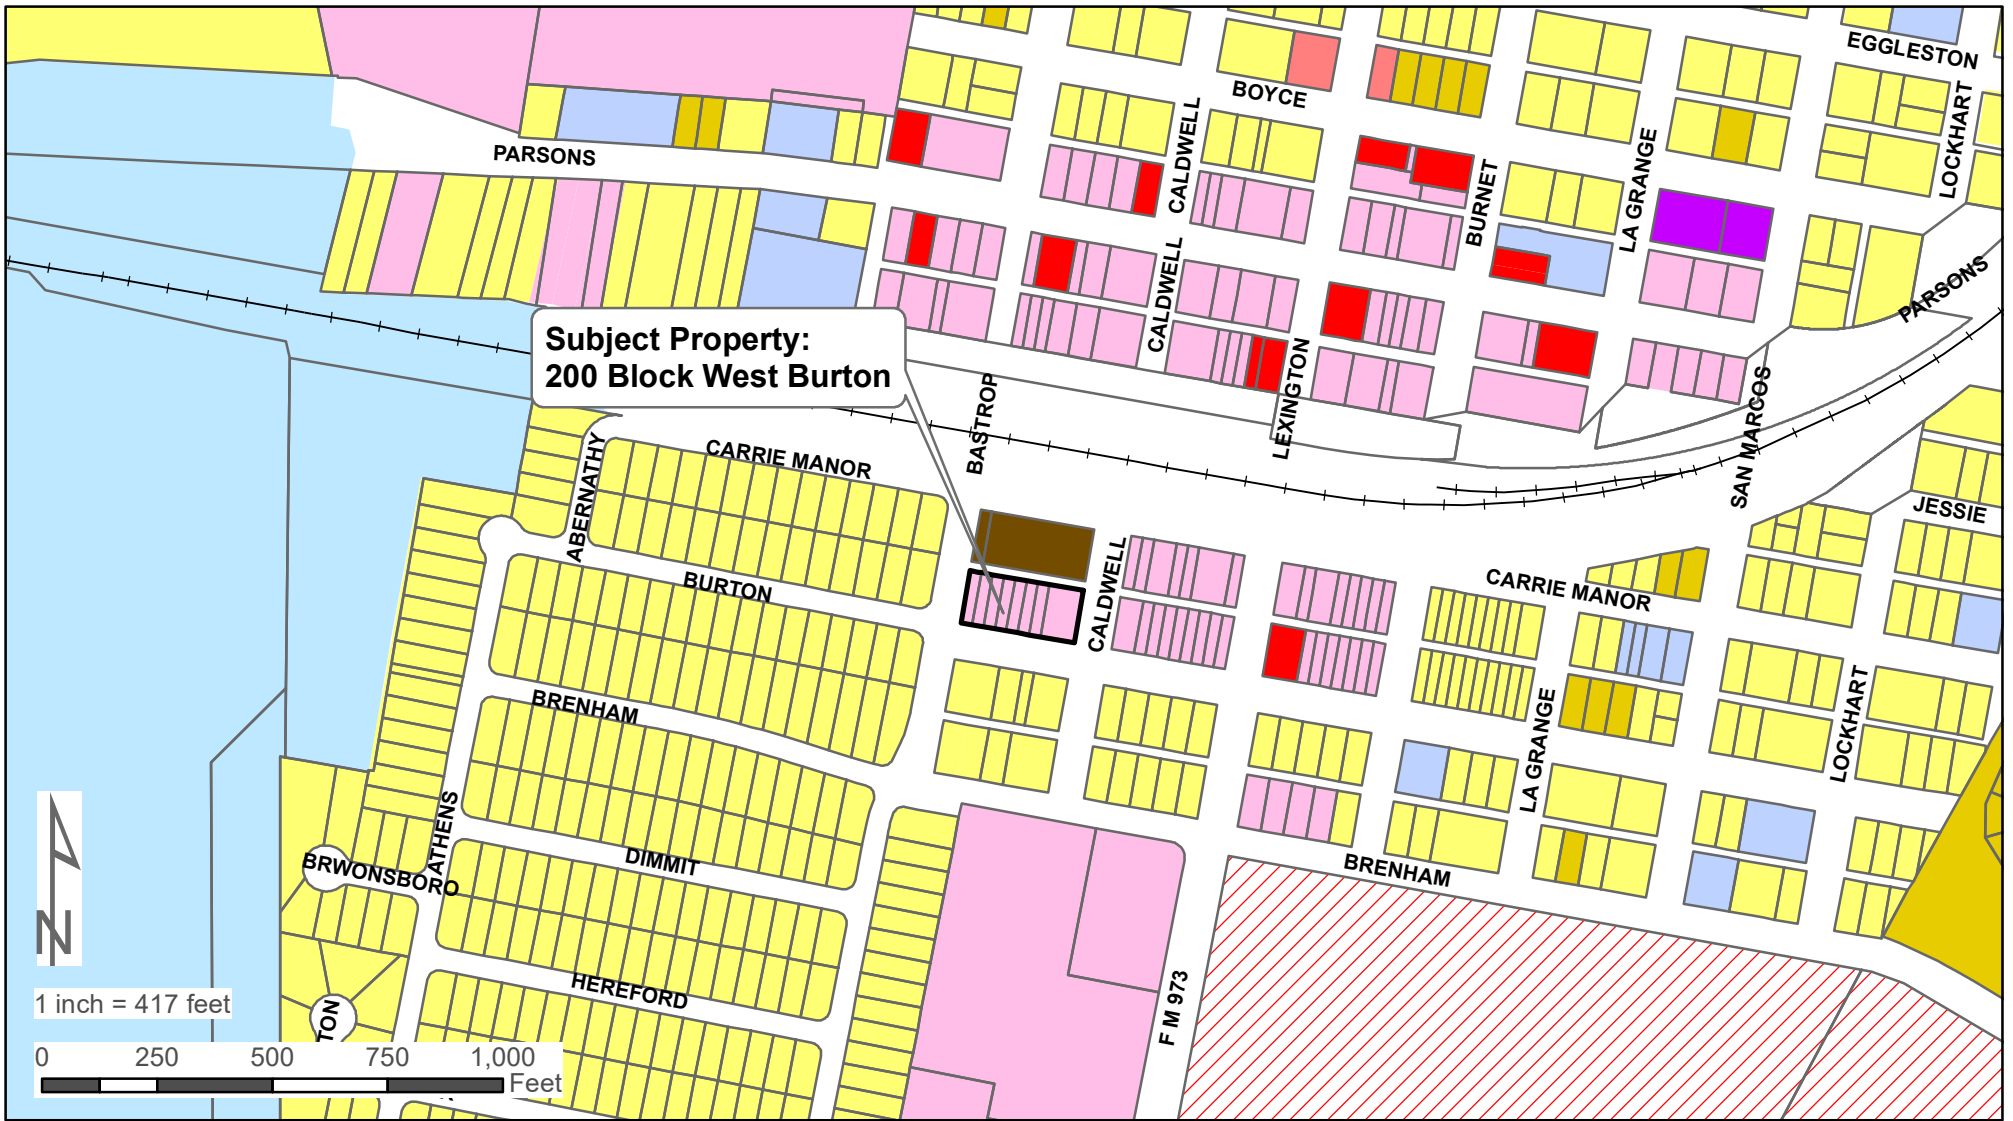 EGGLESTON
BOYCE
LOCKHART
CALDWELL
LA GRANGE
PARSONS
BURNET
CALDWELL
PARSONS
Subject Property:
200 Block West Burton
LEXINGTON
BASTROP
SAN MARCOS
CARRIE MANOR
ABERNATHY
JESSIE
CALDWELL
CARRIE MANOR
BURTON
BRENHAM
LA GRANGE
LOCKHART
ATHENS
DIMMIT
BRWONSBORO
BRENHAM
HEREFORD
F M 973
TON
N
1 inch = 417 feet
0 250 500 750 1,000
Feet